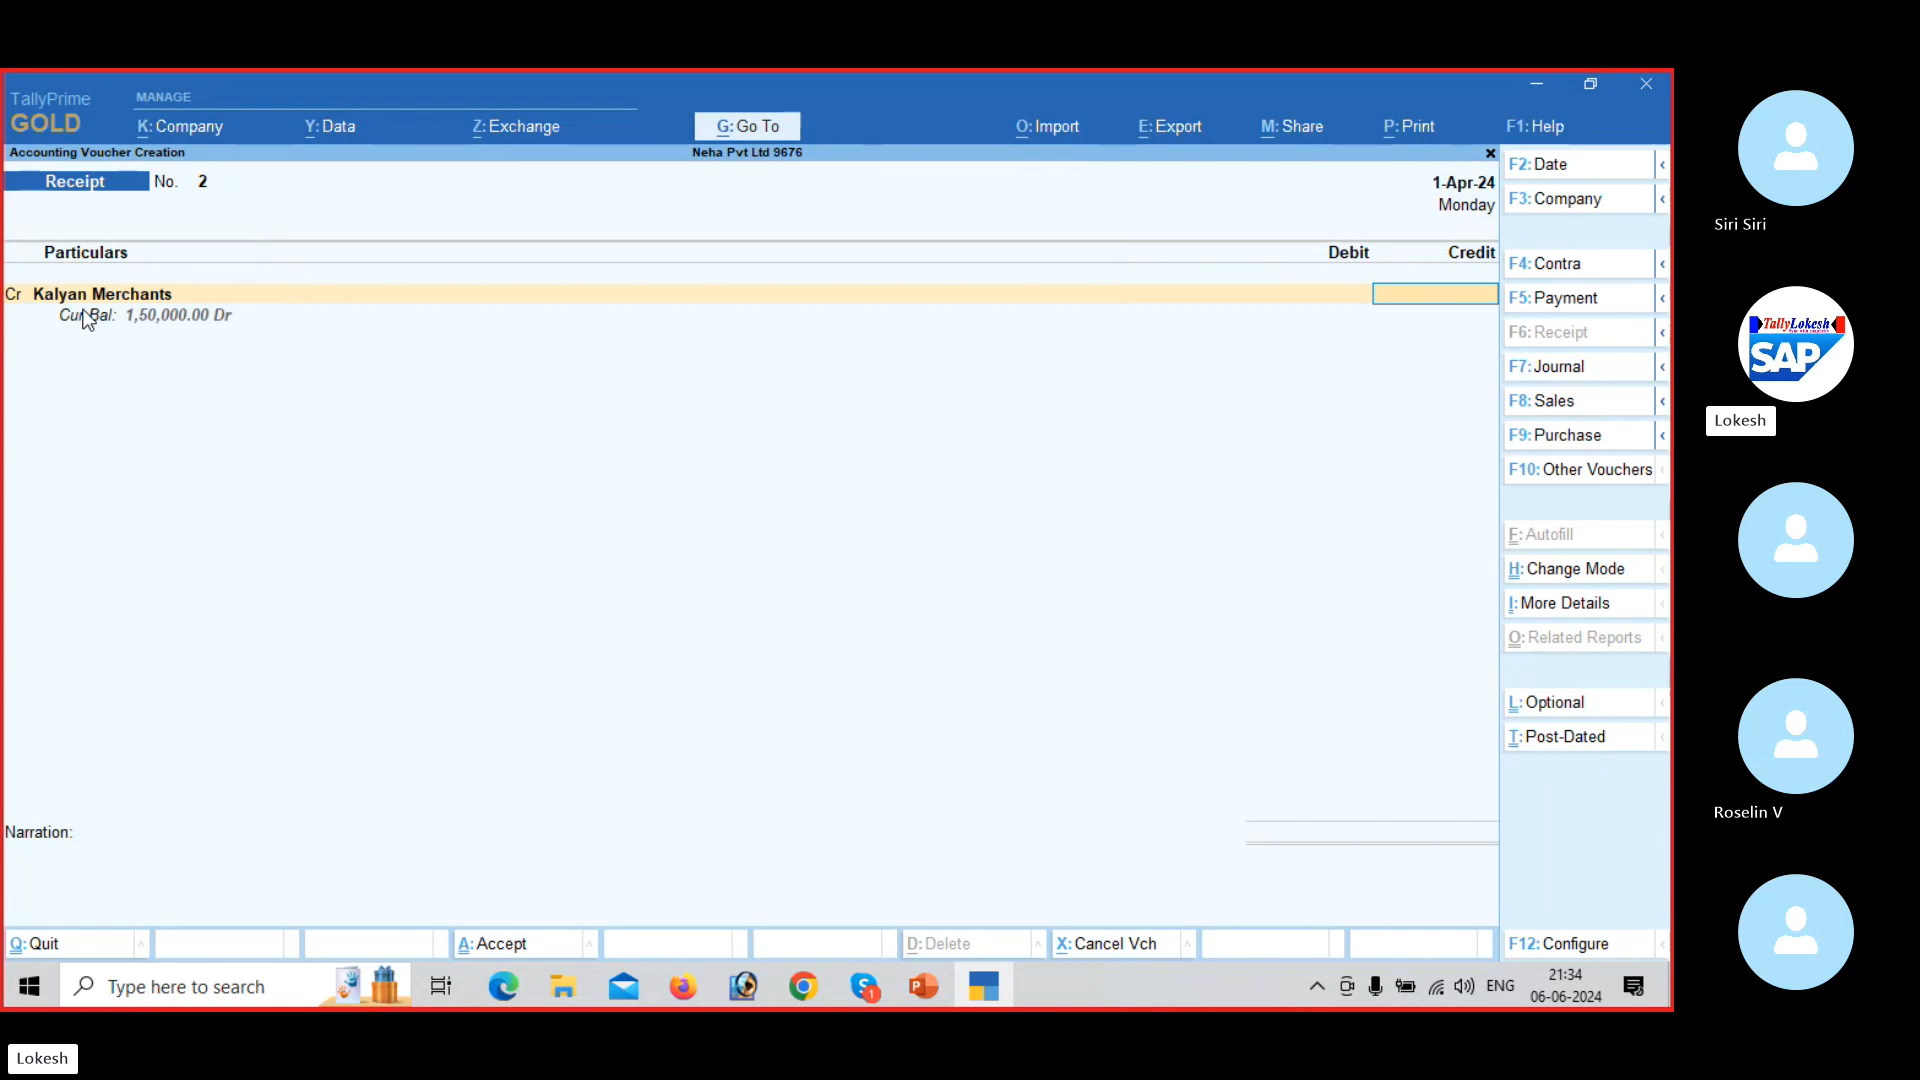 TallyPrime
GOLD
MANAGE
K: Company
Y: Data
Z: Exchange
G: Go To
O: Import
E: Export
M: Share
P: Print
F1: Help
Accounting Voucher Creation
Neha Pvt Ltd 9676
Receipt No. 2
1-Apr-24
Monday
Particulars
Debit
Credit
Cr Kalyan Merchants
Cur Bal: 1,50,000.00 Dr
Narration:
F2: Date
F3: Company
F4: Contra
F5: Payment
F6: Receipt
F7: Journal
F8: Sales
F9: Purchase
F10: Other Vouchers
F: Autofill
H: Change Mode
I: More Details
O: Related Reports
L: Optional
T: Post-Dated
Q: Quit
A: Accept
D: Delete
X: Cancel Vch
F12: Configure
Type here to search
1
ENG
21:34
06-06-2024
Siri Siri
TallyLokesh
SAP
Lokesh
Roselin V
Lokesh